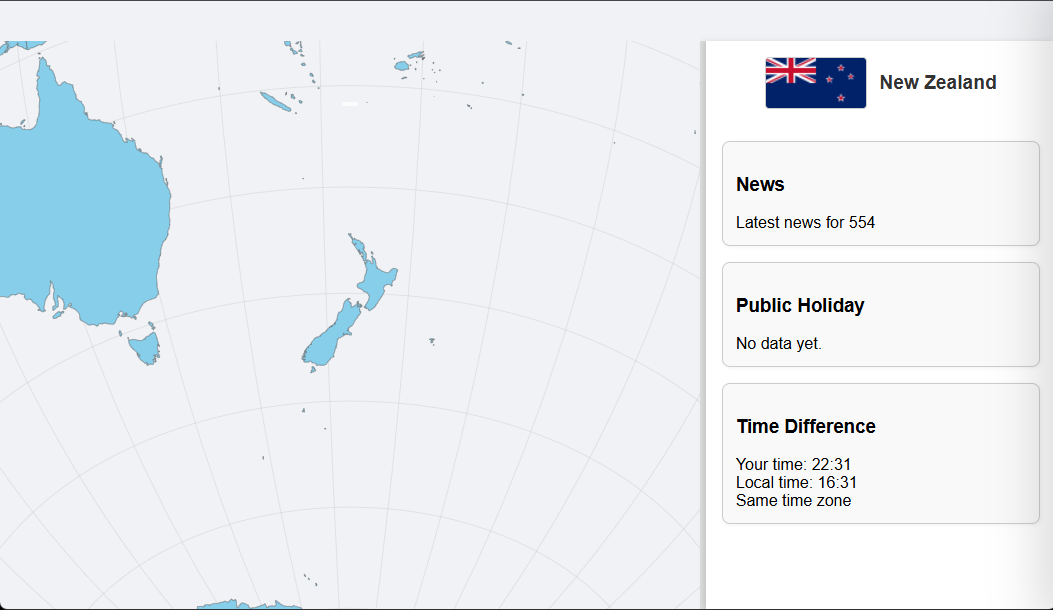 New Zealand
News
Latest news for 554
Public Holiday
No data yet.
Time Difference
Your time: 22:31
Local time: 16:31
Same time zone